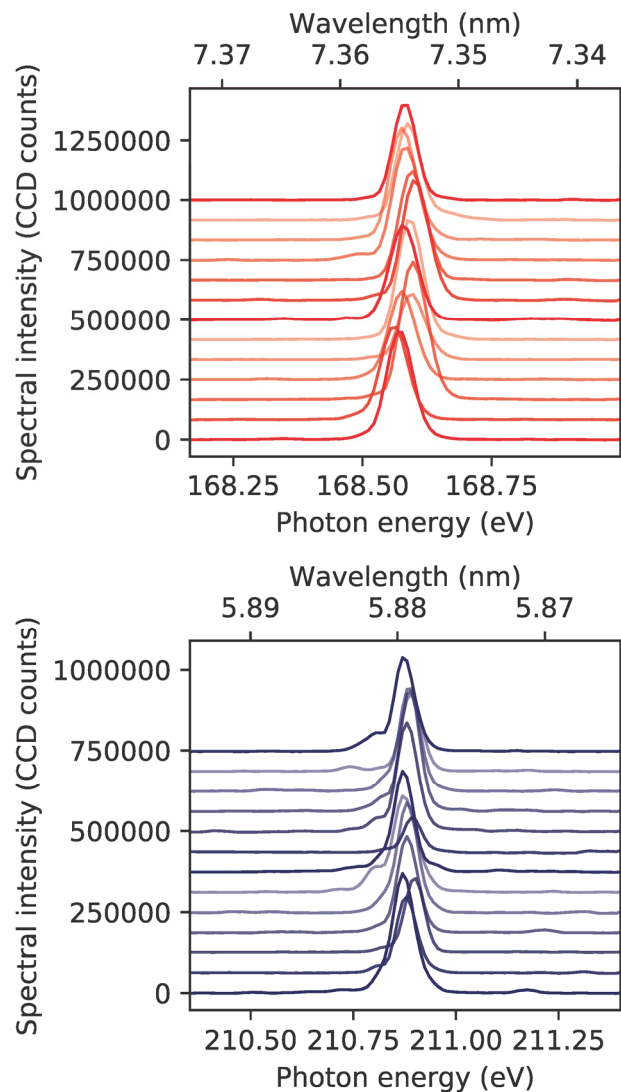 Wavelength (nm)
7.37 7.36 7.35 7.34
Spectral intensity (CCD counts)
1250000
1000000
750000
500000
250000
0
168.25 168.50 168.75
Photon energy (eV)
Wavelength (nm)
5.89 5.88 5.87
Spectral intensity (CCD counts)
1000000
750000
500000
250000
0
210.50 210.75 211.00 211.25
Photon energy (eV)